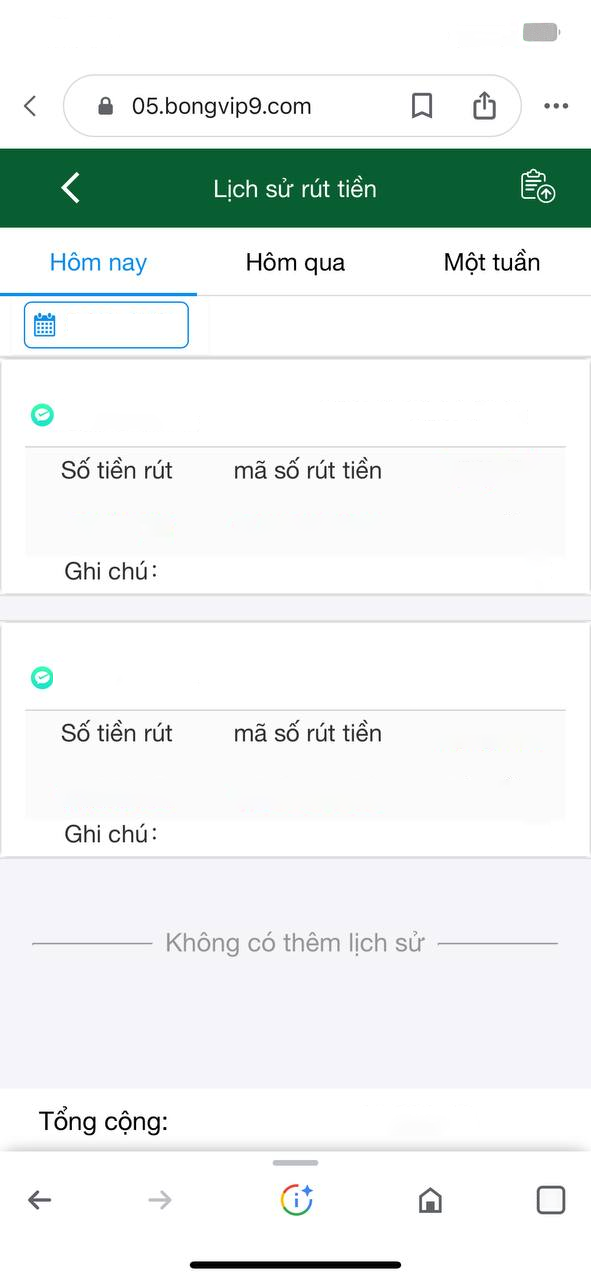 05.bongvip9.com
Lịch sử rút tiền
Hôm nay Hôm qua Một tuần
Số tiền rút mã số rút tiền
Ghi chú:
Số tiền rút mã số rút tiền
Ghi chú:
Không có thêm lịch sử
Tổng cộng: